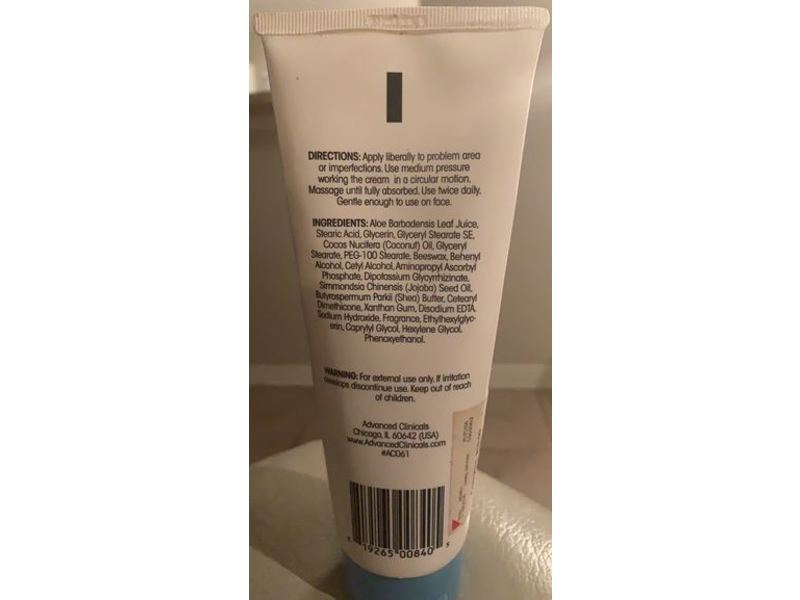 DIRECTIONS: Apply liberally to problem area
or imperfections. Use medium pressure
working the cream in a circular motion.
Massage until fully absorbed. Use twice daily.
Gentle enough to use on face.
INGREDIENTS: Aloe Barbadensis Leaf Juice,
Stearic Acid, Glycerin, Glyceryl Stearate SE,
Cocos Nucifera (Coconut) Oil, Glyceryl
Stearate, PEG-100 Stearate, Beeswax, Behenyl
Alcohol, Cetyl Alcohol, Aminopropyl Ascorbyl
Phosphate, Dipotassium Glycyrrhizinate,
Simmondsia Chinensis (Jojoba) Seed Oil,
Butyrospermum Parkii (Shea) Butter, Cetearyl
Dimethicone, Xanthan Gum, Disodium EDTA,
Sodium Hydroxide, Fragrance, Ethylhexylglyc-
erin, Caprylyl Glycol, Hexylene Glycol,
Phenoxyethanol.
WARNING: For external use only. If irritation
develops discontinue use. Keep out of reach
of children.
Advanced Clinicals
Chicago, IL 60642 (USA)
www.AdvancedClinicals.com
#AC061
19265 00840 5